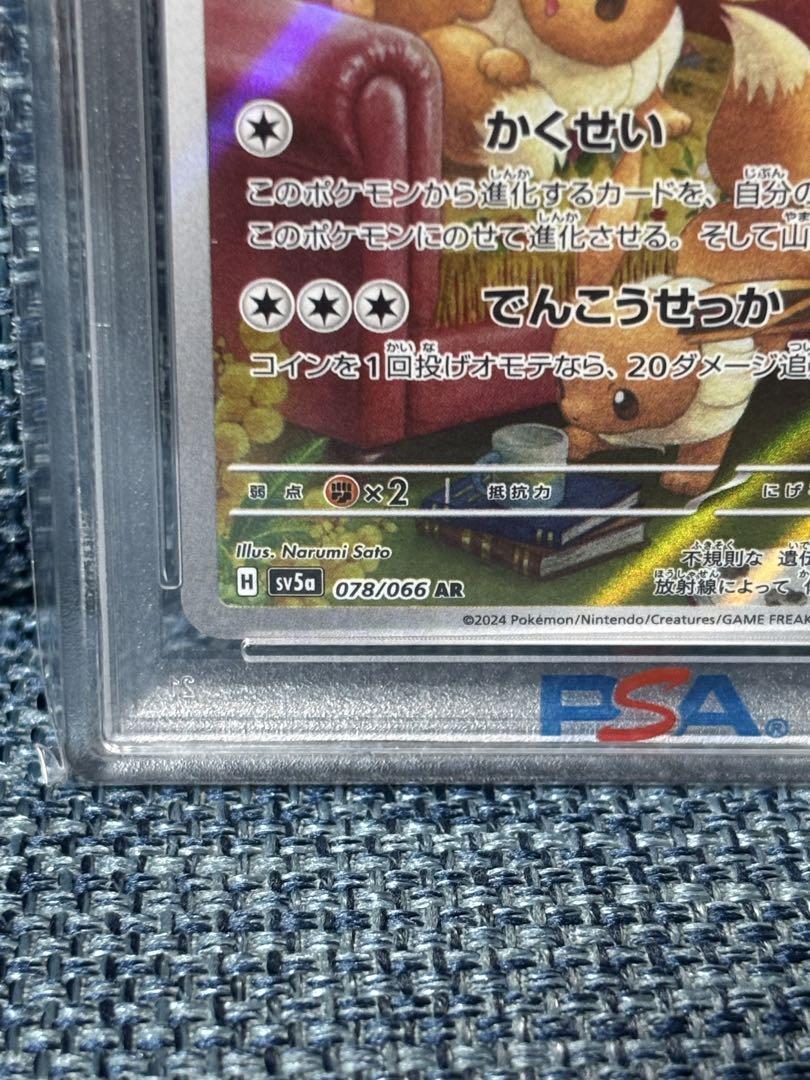 かくせい
このポケモンから進化するカードを、自分の
このポケモンにのせて進化させる。そして山
でんこうせっか
コインを1回投げオモテなら、20ダメージ追
弱点 ×2 抵抗力 にげ
Illus. Narumi Sato
不規則な 遺伝
H sv5a 078/066 AR
放射線によって
©2024 Pokémon/Nintendo/Creatures/GAME FREAK
PSA®